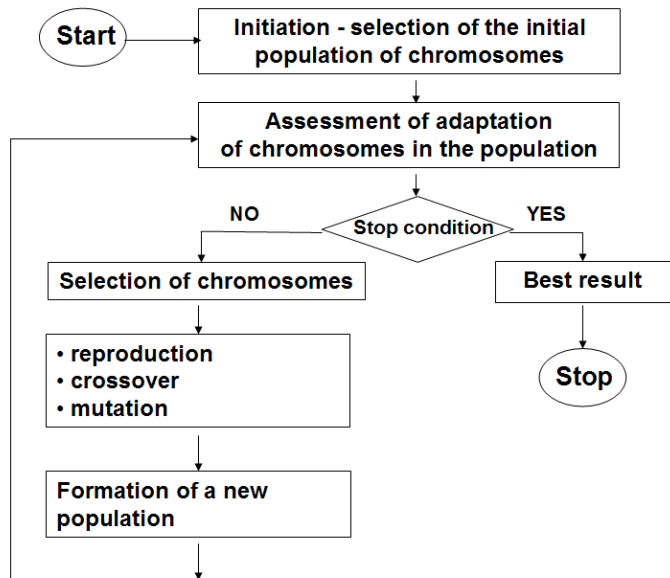 Start
Initiation - selection of the initial
population of chromosomes
Assessment of adaptation
of chromosomes in the population
NO
Stop condition
YES
Selection of chromosomes
Best result
• reproduction
• crossover
• mutation
Stop
Formation of a new
population